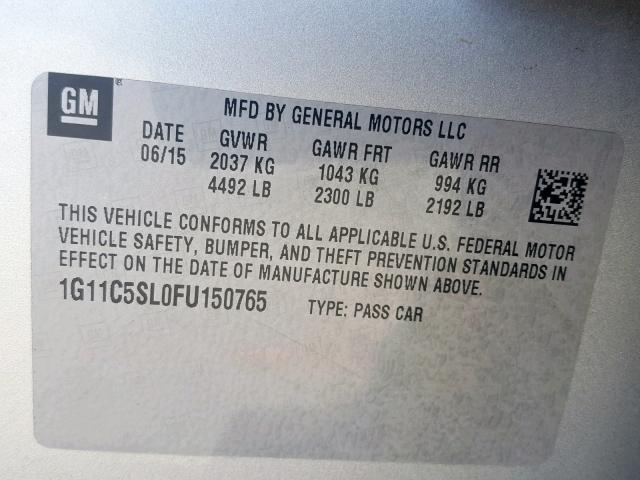 GM
MFD BY GENERAL MOTORS LLC
DATE GVWR GAWR FRT GAWR RR
06/15 2037 KG 1043 KG 994 KG
4492 LB 2300 LB 2192 LB
THIS VEHICLE CONFORMS TO ALL APPLICABLE U.S. FEDERAL MOTOR
VEHICLE SAFETY, BUMPER, AND THEFT PREVENTION STANDARDS IN
EFFECT ON THE DATE OF MANUFACTURE SHOWN ABOVE.
1G11C5SL0FU150765 TYPE: PASS CAR